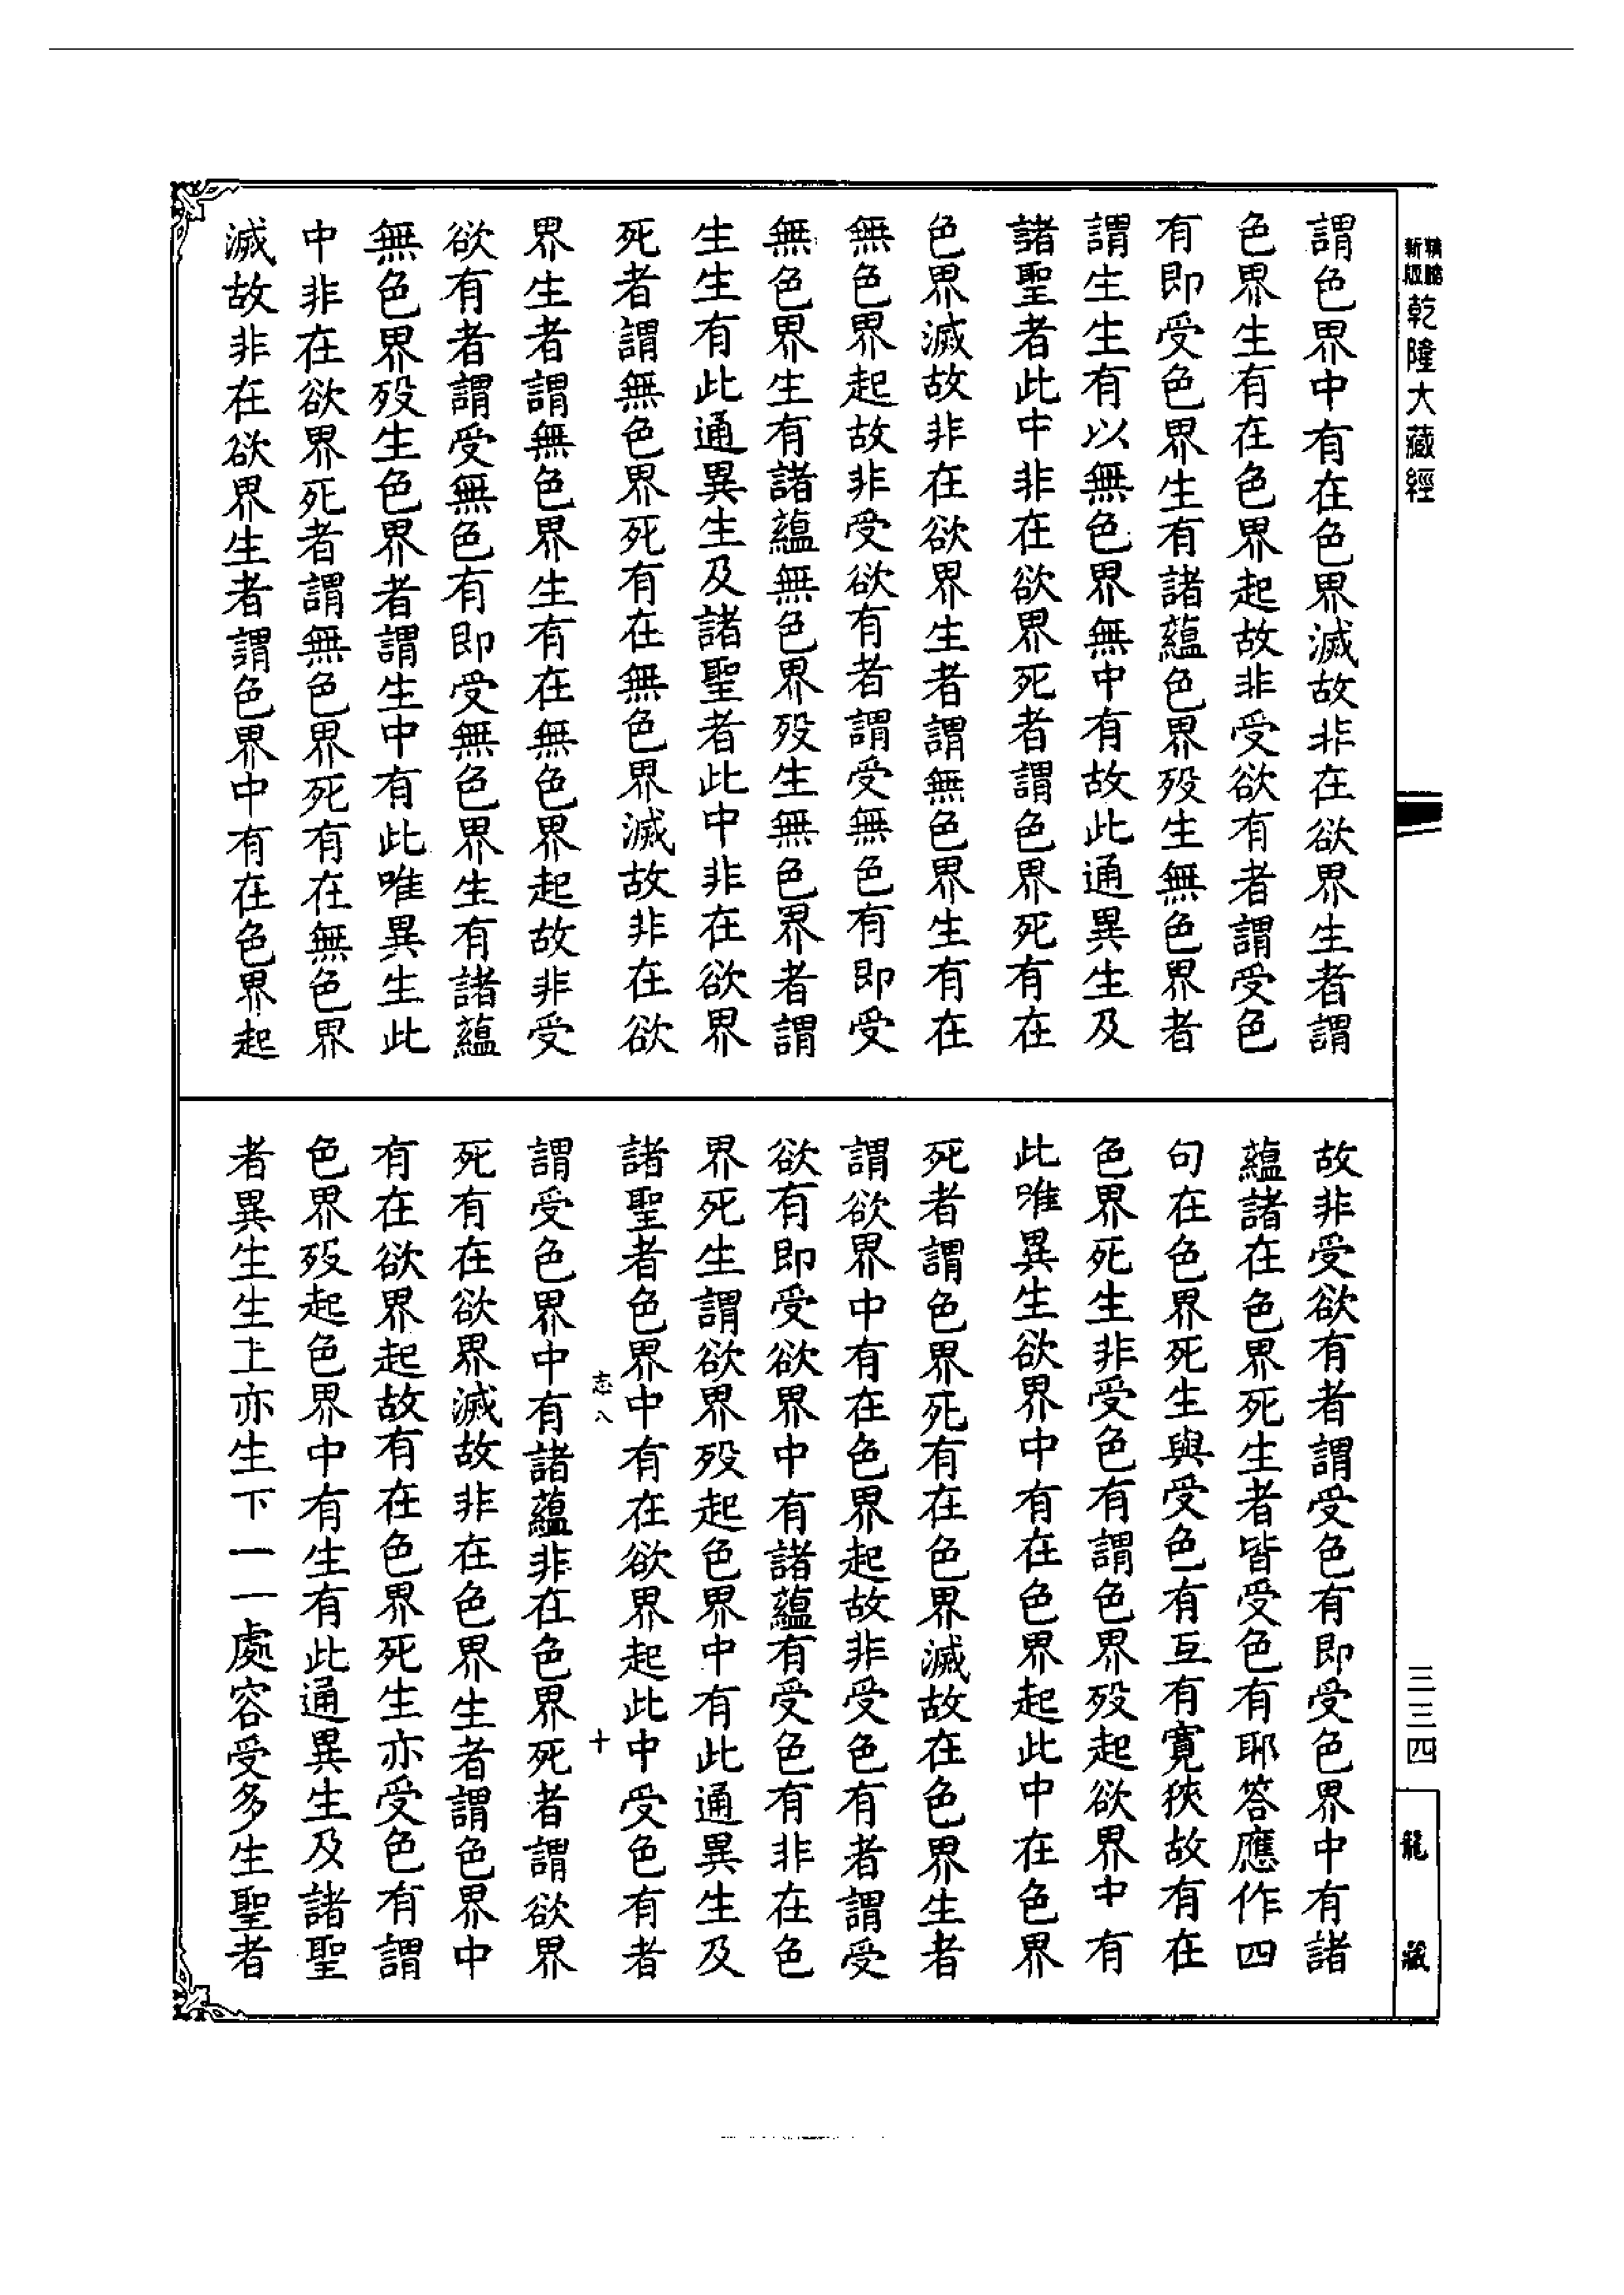 乾隆大藏經
三三四
龍藏
謂色界中有在色界滅故非在欲界生者謂
色界生有在色界起故非受欲有者謂受色
有即受色界生有諸蘊色界歿生無色界者
謂生生有以無色界無中有故此通異生及
諸聖者此中非在欲界死者謂色界死有在
色界滅故非在欲界生者謂無色界生有在
無色界起故非受欲有者謂受無色有即受
無色界生有諸蘊無色界歿生無色界者謂
生生有此通異生及諸聖者此中非在欲界
死者謂無色界死有在無色界滅故非在欲
界生者謂無色界生有在無色界起故非受
欲有者謂受無色有即受無色界生有諸蘊
無色界歿生色界者謂生中有此唯異生此
中非在欲界死者謂無色界死有在無色界
滅故非在欲界生者謂色界中有在色界起
故非受欲有者謂受色有即受色界中有諸
蘊諸在色界死生者皆受色有耶答應作四
句在色界死生與受色有互有寬狹故有在
色界死生非受色有謂色界歿起欲界中有
此唯異生欲界中有在色界起此中在色界
死者謂色界死有在色界滅故在色界生者
謂欲界中有在色界起故非受色有者謂受
欲有即受欲界中有諸蘊有受色有非在色
界死生謂欲界歿起色界中有此通異生及
諸聖者色界中有在欲界起此中受色有者
志八
十
謂受色界中有諸蘊非在色界死者謂欲界
死有在欲界滅故非在色界生者謂色界中
有在欲界起故有在色界死生亦受色有謂
色界歿起色界中有生有此通異生及諸聖
者異生生上亦生下一一處容受多生聖者